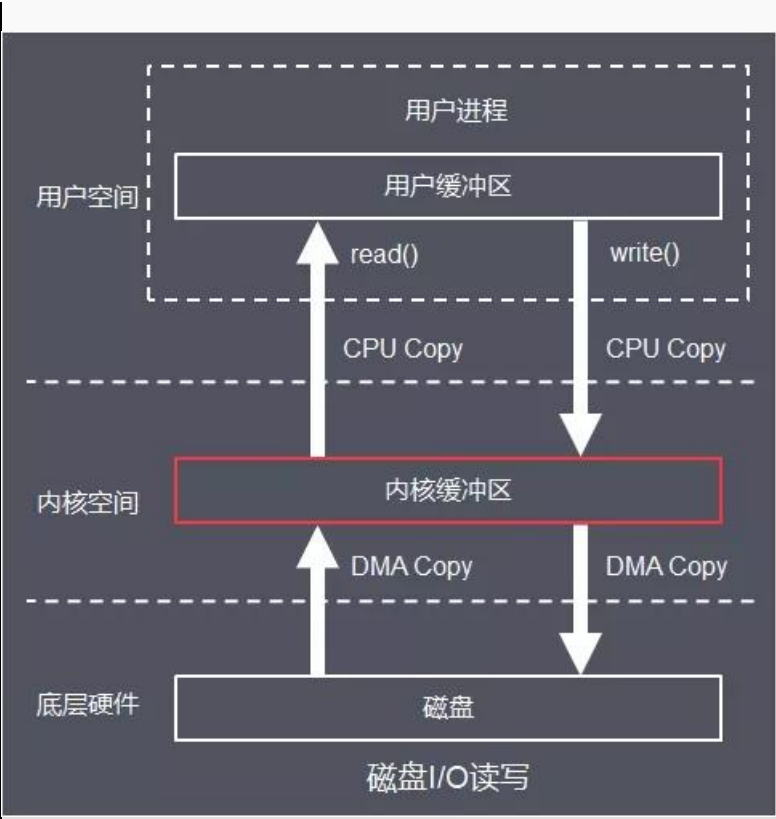 用户进程
用户空间
用户缓冲区
read()
write()
CPU Copy
CPU Copy
内核空间
内核缓冲区
DMA Copy
DMA Copy
底层硬件
磁盘
磁盘I/O读写